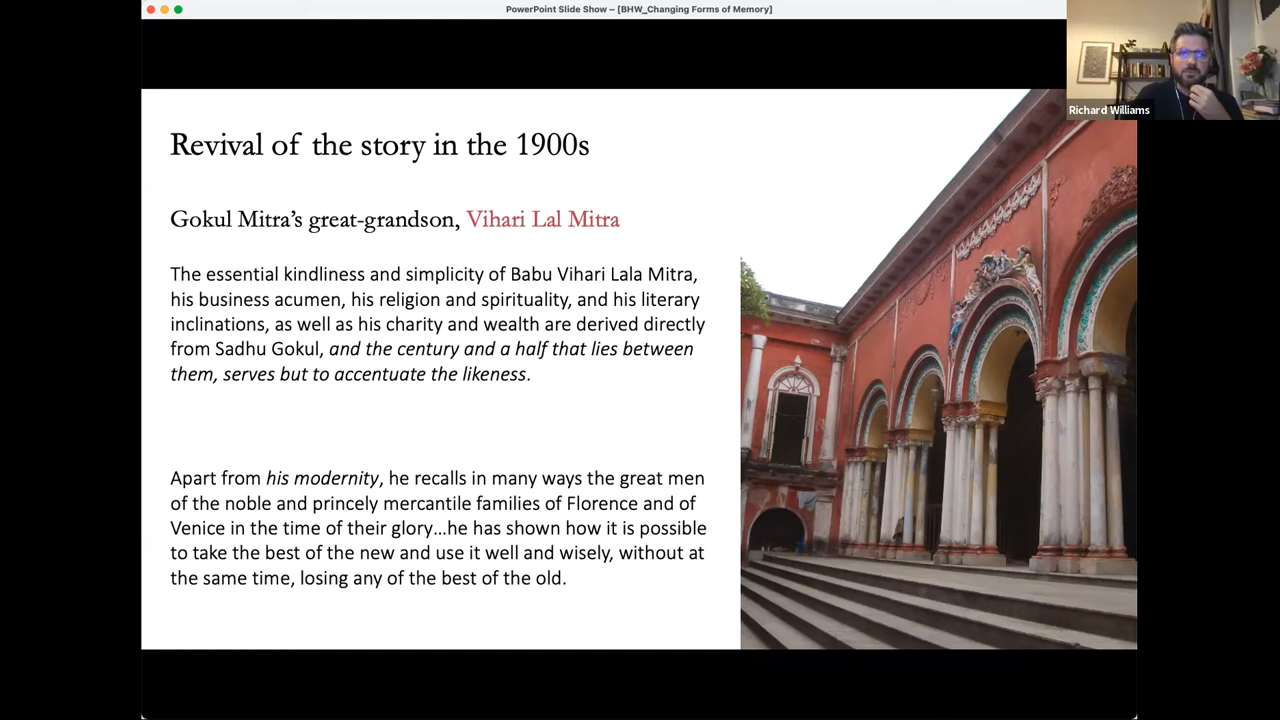 PowerPoint Slide Show – [BHW_Changing Forms of Memory]
Richard Williams
Revival of the story in the 1900s
Gokul Mitra’s great-grandson, Vihari Lal Mitra
The essential kindliness and simplicity of Babu Vihari Lala Mitra,
his business acumen, his religion and spirituality, and his literary
inclinations, as well as his charity and wealth are derived directly
from Sadhu Gokul, and the century and a half that lies between
them, serves but to accentuate the likeness.
Apart from his modernity, he recalls in many ways the great men
of the noble and princely mercantile families of Florence and of
Venice in the time of their glory…he has shown how it is possible
to take the best of the new and use it well and wisely, without at
the same time, losing any of the best of the old.